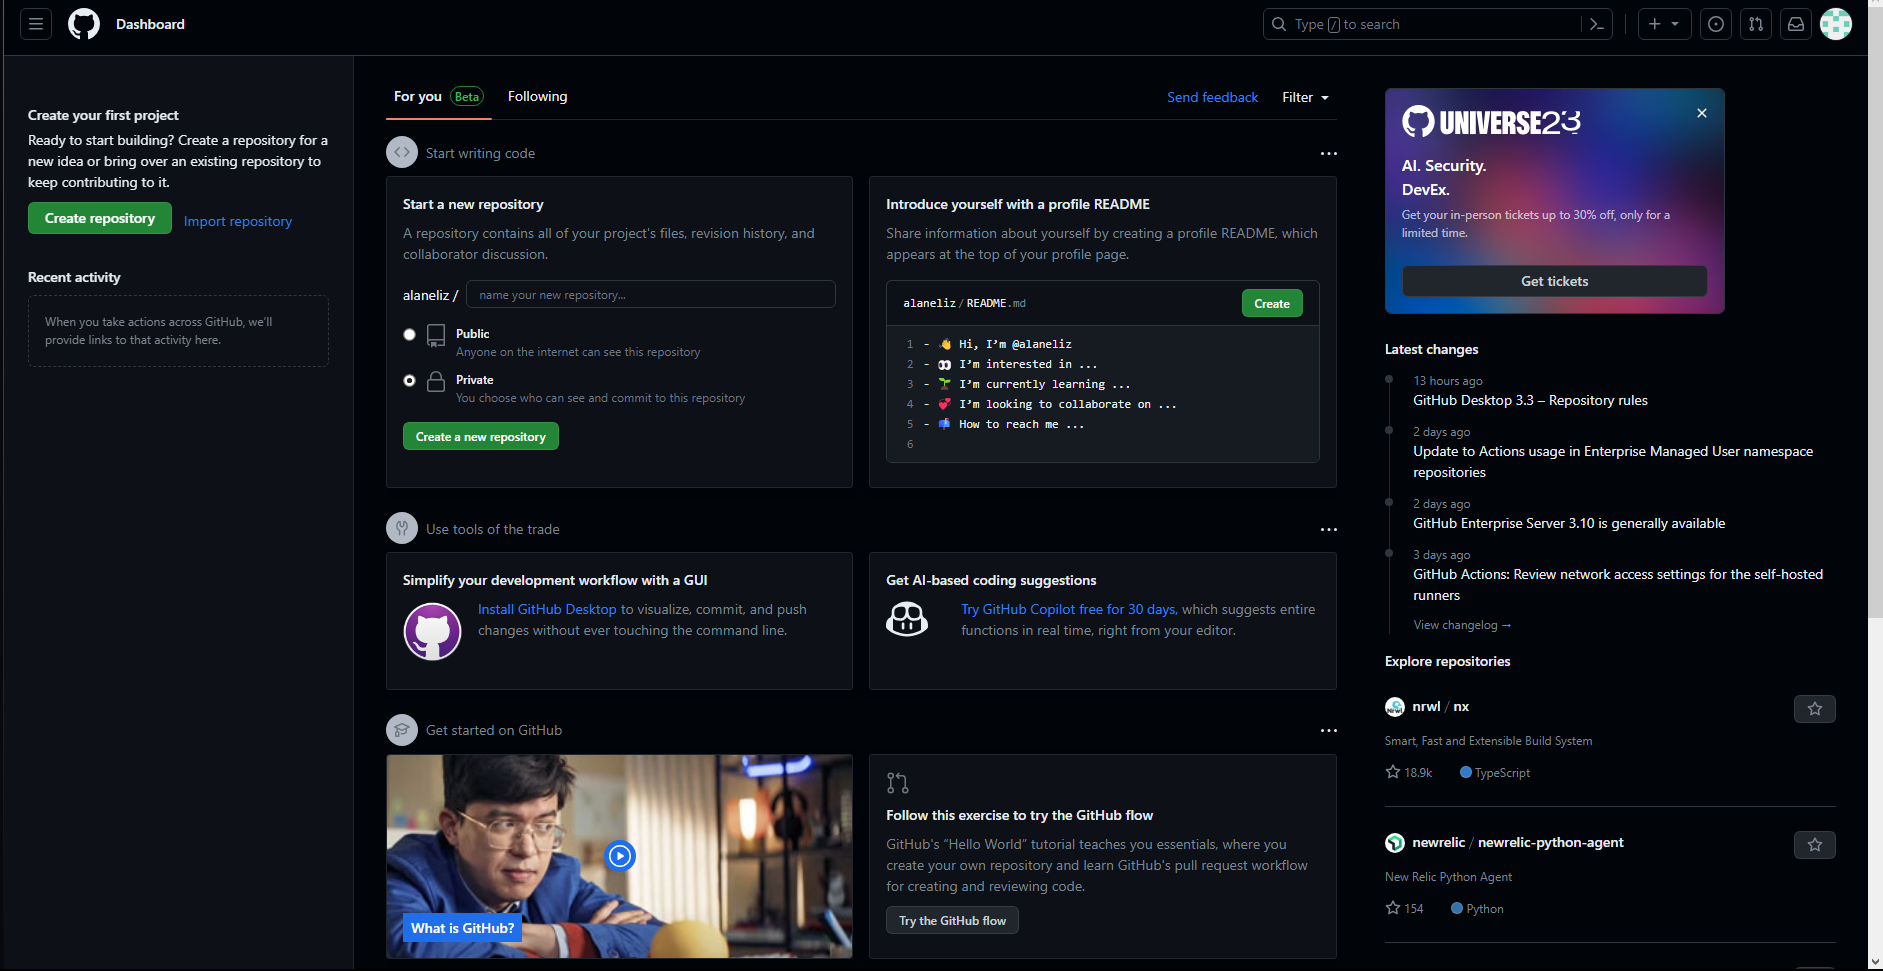 Dashboard
Type / to search
Create your first project
Ready to start building? Create a repository for a
new idea or bring over an existing repository to
keep contributing to it.
Create repository
Import repository
Recent activity
When you take actions across GitHub, we'll
provide links to that activity here.
For you Beta
Following
Send feedback
Filter
Start writing code
Start a new repository
A repository contains all of your project's files, revision history, and
collaborator discussion.
alaneliz /
name your new repository...
Public
Anyone on the internet can see this repository
Private
You choose who can see and commit to this repository
Create a new repository
Introduce yourself with a profile README
Share information about yourself by creating a profile README, which
appears at the top of your profile page.
alaneliz / README.md
Create
1 - 👋 Hi, I'm @alaneliz
2 - 👀 I'm interested in ...
3 - 🌱 I'm currently learning ...
4 - 💞️ I'm looking to collaborate on ...
5 - 📫 How to reach me ...
6
Use tools of the trade
Simplify your development workflow with a GUI
Install GitHub Desktop to visualize, commit, and push
changes without ever touching the command line.
Get AI-based coding suggestions
Try GitHub Copilot free for 30 days, which suggests entire
functions in real time, right from your editor.
Get started on GitHub
What is GitHub?
Follow this exercise to try the GitHub flow
GitHub's "Hello World" tutorial teaches you essentials, where you
create your own repository and learn GitHub's pull request workflow
for creating and reviewing code.
Try the GitHub flow
UNIVERSE23
AI. Security.
DevEx.
Get your in-person tickets up to 30% off, only for a
limited time.
Get tickets
Latest changes
13 hours ago
GitHub Desktop 3.3 – Repository rules
2 days ago
Update to Actions usage in Enterprise Managed User namespace
repositories
2 days ago
GitHub Enterprise Server 3.10 is generally available
3 days ago
GitHub Actions: Review network access settings for the self-hosted
runners
View changelog →
Explore repositories
Nrwl
nrwl / nx
Smart, Fast and Extensible Build System
18.9k
TypeScript
newrelic / newrelic-python-agent
New Relic Python Agent
154
Python